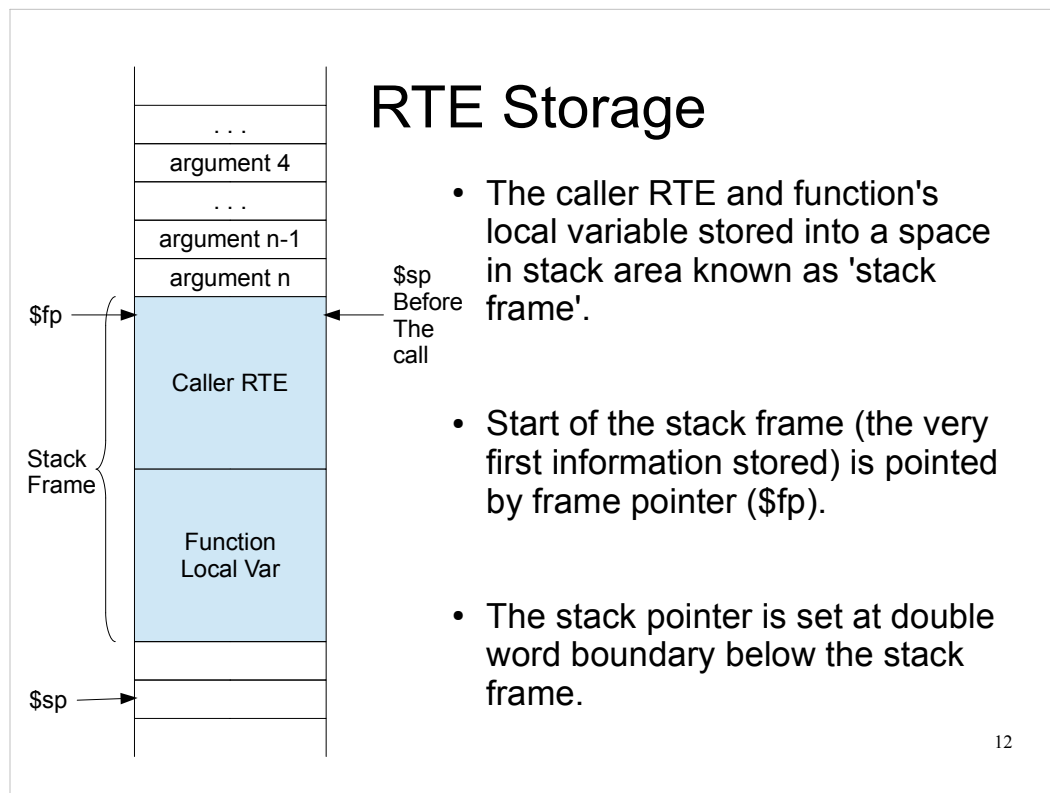 RTE Storage
. . .
argument 4
. . .
argument n-1
argument n
$fp
$sp
Before
The
call
Caller RTE
Stack
Frame
Function
Local Var
$sp
• The caller RTE and function's
local variable stored into a space
in stack area known as 'stack
frame'.
• Start of the stack frame (the very
first information stored) is pointed
by frame pointer ($fp).
• The stack pointer is set at double
word boundary below the stack
frame.
12